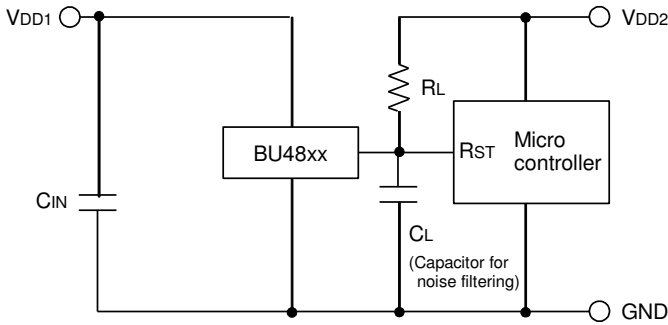 VDD1
VDD2
RL
BU48xx
RST
Micro
controller
CIN
CL
(Capacitor for
noise filtering)
GND